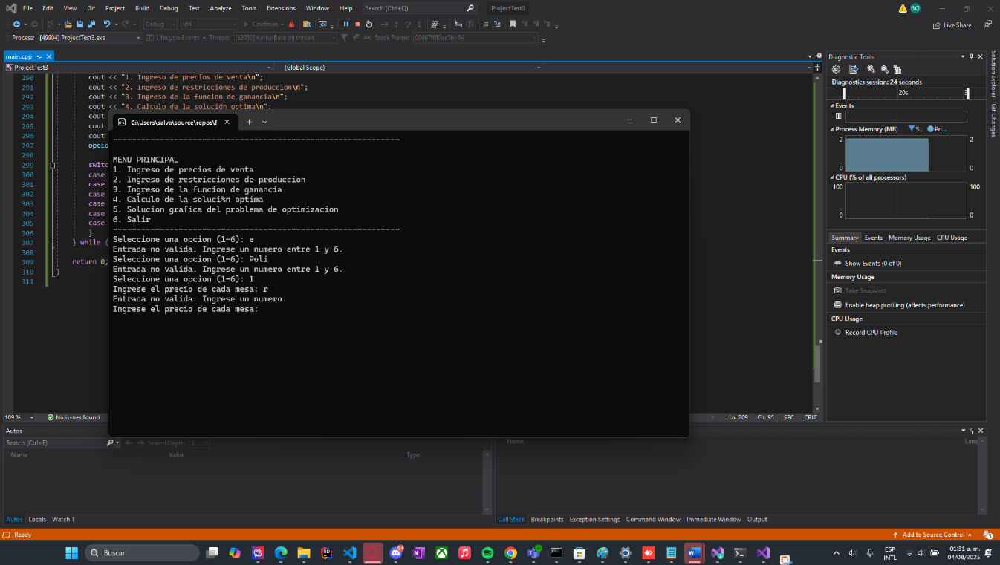 File Edit View Git Project Build Debug Test Analyze Tools Extensions Window Help Search (Ctrl+Q) ProjectTest3 BG
Debug x64 Continue Live Share
Process: [49904] ProjectTest3.exe Lifecycle Events Thread: [32052] KernelBase.dll thread Stack Frame: 00007ff80ee5b164
main.cpp
ProjectTest3 (Global Scope)
290 cout << "1. Ingreso de precios de venta\n";
291 cout << "2. Ingreso de restricciones de produccion\n";
292 cout << "3. Ingreso de la funcion de ganancia\n";
293 cout << "4. Calculo de la solución optima\n";
294 cout
295 cout
296 cout
297 opcio
298
299 switc
300 case
301 case
302 case
303 case
304 case
305 case
306 }
307 } while (
308
309 return 0;
310 }
311
C:\Users\salva\source\repos\F
------------------------------------------------------------
MENU PRINCIPAL
1. Ingreso de precios de venta
2. Ingreso de restricciones de produccion
3. Ingreso de la funcion de ganancia
4. Calculo de la soluci¾n optima
5. Solucion grafica del problema de optimizacion
6. Salir
------------------------------------------------------------
Seleccione una opcion (1-6): e
Entrada no valida. Ingrese un numero entre 1 y 6.
Seleccione una opcion (1-6): Poli
Entrada no valida. Ingrese un numero entre 1 y 6.
Seleccione una opcion (1-6): 1
Ingrese el precio de cada mesa: r
Entrada no valida. Ingrese un numero.
Ingrese el precio de cada mesa:
Diagnostic Tools
Diagnostics session: 24 seconds
20s
Events
Process Memory (MB) S... Pri...
2 2
0 0
CPU (% of all processors)
100 100
0 0
Summary Events Memory Usage CPU Usage
Events
Show Events (0 of 0)
Memory Usage
Take Snapshot
Enable heap profiling (affects performance)
CPU Usage
Record CPU Profile
Solution Explorer
Git Changes
109 % No issues found Ln: 209 Ch: 95 SPC CRLF
Autos
Search (Ctrl+E) Search Depth: 3
Name Value Type
Name Lang
Autos Locals Watch 1
Call Stack Breakpoints Exception Settings Command Window Immediate Window Output
Ready Add to Source Control 3
Buscar
ESP
INTL
01:31 a. m.
04/08/2025